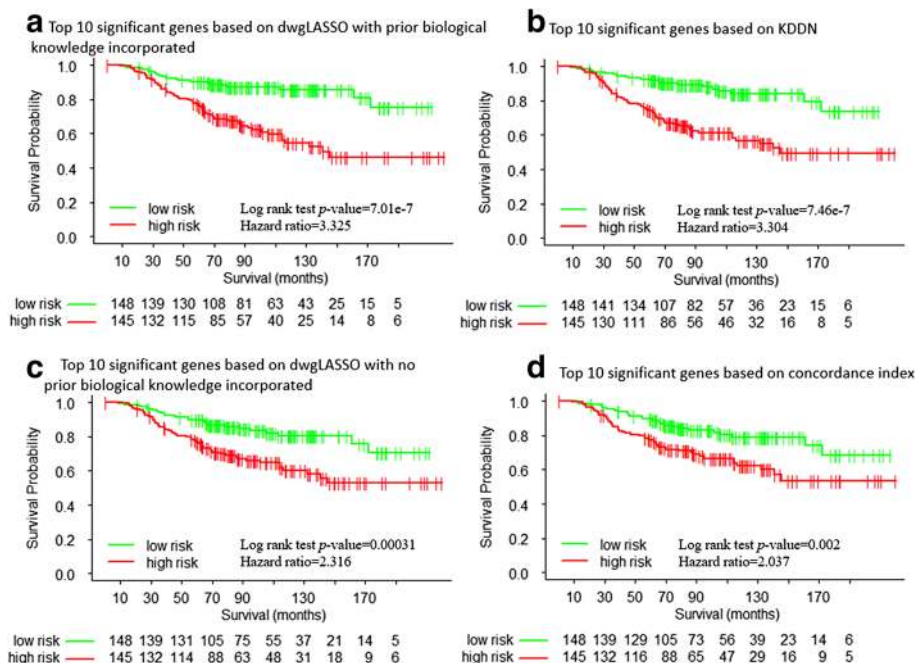 a Top 10 significant genes based on dwgLASSO with prior biological
knowledge incorporated
1.0
0.8
0.6
0.4
0.2
0.0
Survival Probability
low risk
high risk
Log rank test p-value=7.01e-7
Hazard ratio=3.325
10 30 50 70 90 130 170
Survival (months)
low risk 148 139 130 108 81 63 43 25 15 5
high risk 145 132 115 85 57 40 25 14 8 6
b Top 10 significant genes based on KDDN
1.0
0.8
0.6
0.4
0.2
0.0
Survival Probability
low risk
high risk
Log rank test p-value=7.46e-7
Hazard ratio=3.304
10 30 50 70 90 130 170
Survival (months)
low risk 148 141 134 107 82 57 36 23 15 6
high risk 145 130 111 86 56 46 32 16 8 5
c Top 10 significant genes based on dwgLASSO with no
prior biological knowledge incorporated
1.0
0.8
0.6
0.4
0.2
0.0
Survival Probability
low risk
high risk
Log rank test p-value=0.00031
Hazard ratio=2.316
10 30 50 70 90 130 170
Survival (months)
low risk 148 139 131 105 75 55 37 21 14 5
high risk 145 132 114 88 63 48 31 18 9 6
d Top 10 significant genes based on concordance index
1.0
0.8
0.6
0.4
0.2
0.0
Survival Probability
low risk
high risk
Log rank test p-value=0.002
Hazard ratio=2.037
10 30 50 70 90 130 170
Survival (months)
low risk 148 139 129 105 73 56 39 23 14 6
high risk 145 132 116 88 65 47 29 16 9 5